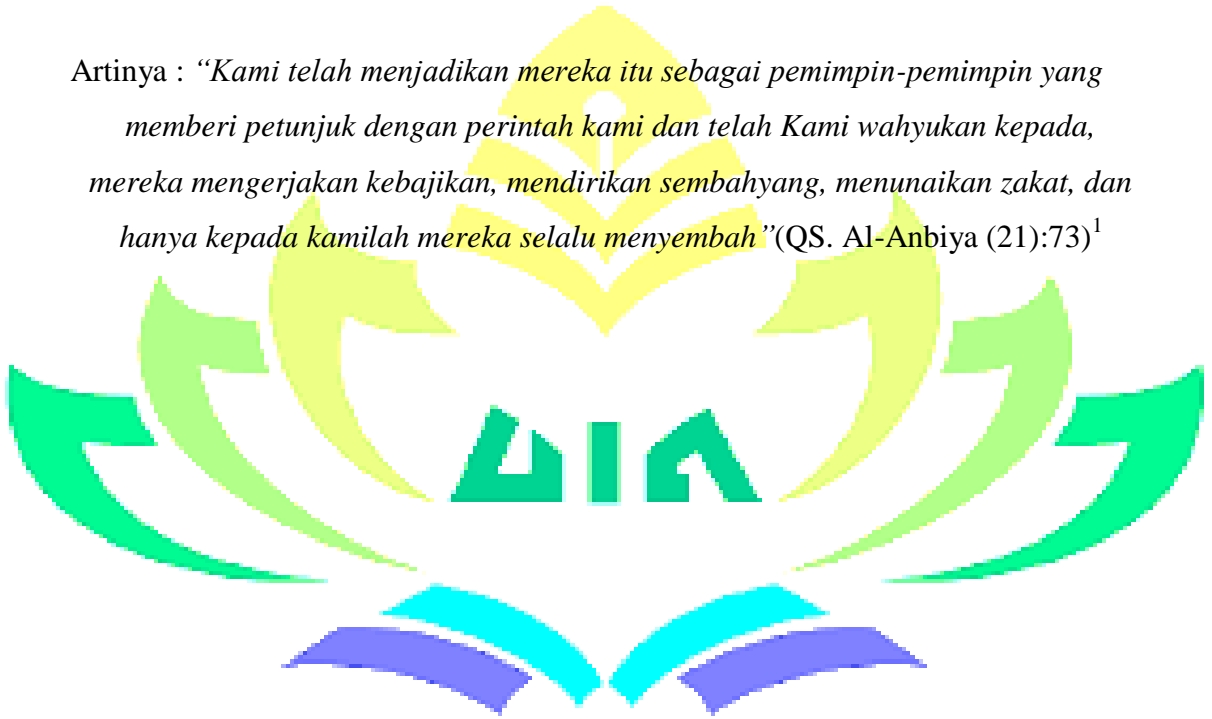 Artinya : “Kami telah menjadikan mereka itu sebagai pemimpin-pemimpin yang
memberi petunjuk dengan perintah kami dan telah Kami wahyukan kepada,
mereka mengerjakan kebajikan, mendirikan sembahyang, menunaikan zakat, dan
hanya kepada kamilah mereka selalu menyembah”(QS. Al-Anbiya (21):73)¹